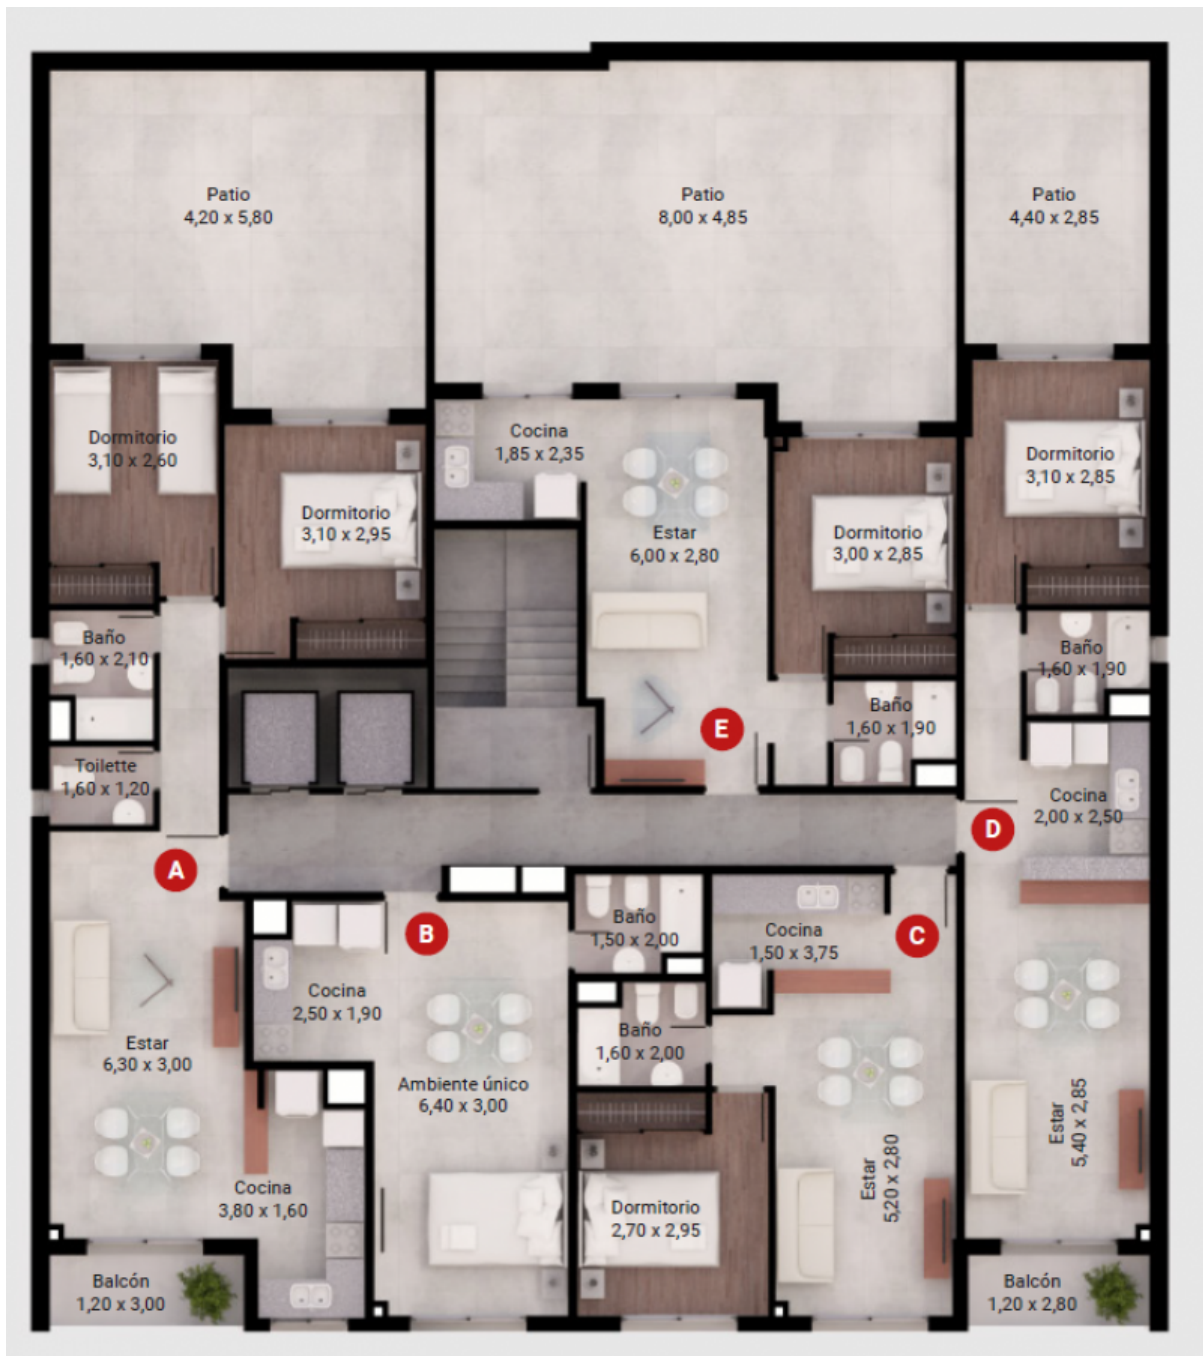 Patio
4,20 x 5,80
Patio
8,00 x 4,85
Patio
4,40 x 2,85
Dormitorio
3,10 x 2,60
Dormitorio
3,10 x 2,95
Cocina
1,85 x 2,35
Estar
6,00 x 2,80
Dormitorio
3,00 x 2,85
Dormitorio
3,10 x 2,85
Baño
1,60 x 2,10
Toilette
1,60 x 1,20
E
Baño
1,60 x 1,90
Baño
1,60 x 1,90
Cocina
2,00 x 2,50
D
A
B
C
Baño
1,50 x 2,00
Cocina
1,50 x 3,75
Cocina
2,50 x 1,90
Estar
6,30 x 3,00
Baño
1,60 x 2,00
Ambiente único
6,40 x 3,00
Estar
5,40 x 2,85
Estar
5,20 x 2,80
Cocina
3,80 x 1,60
Dormitorio
2,70 x 2,95
Balcón
1,20 x 3,00
Balcón
1,20 x 2,80